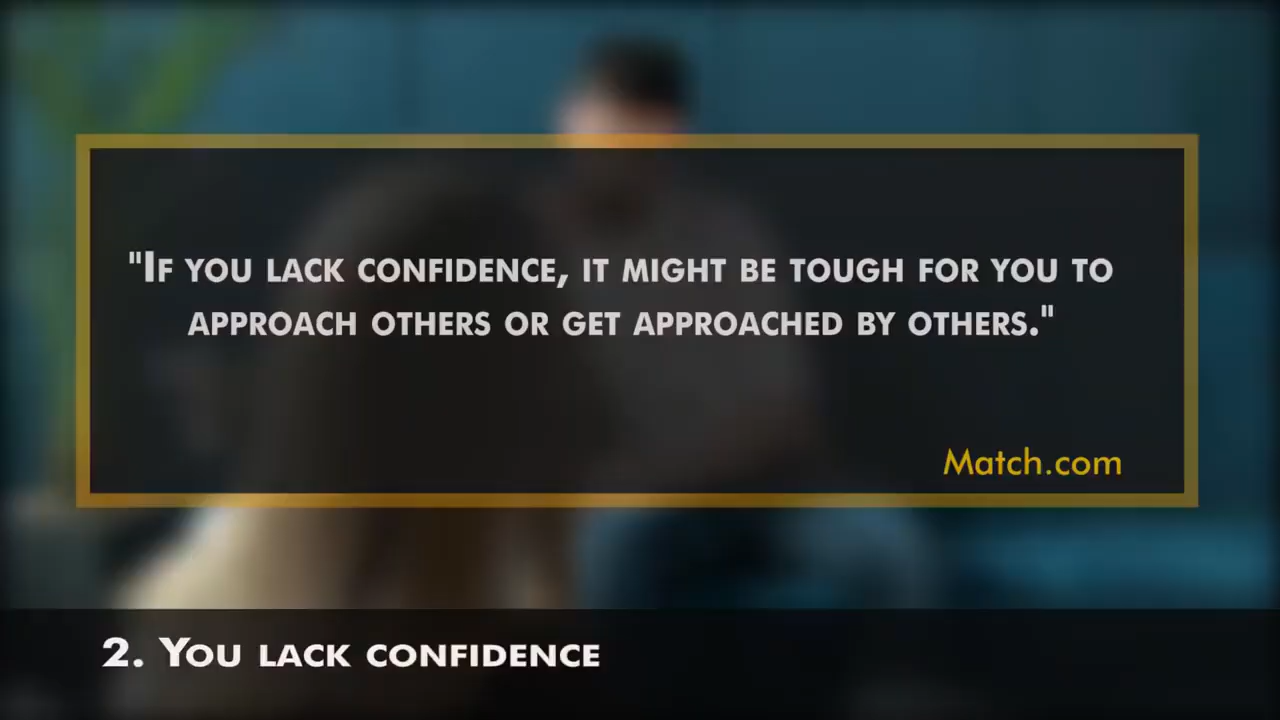 "If you lack confidence, it might be tough for you to
approach others or get approached by others."
Match.com
2. You lack confidence